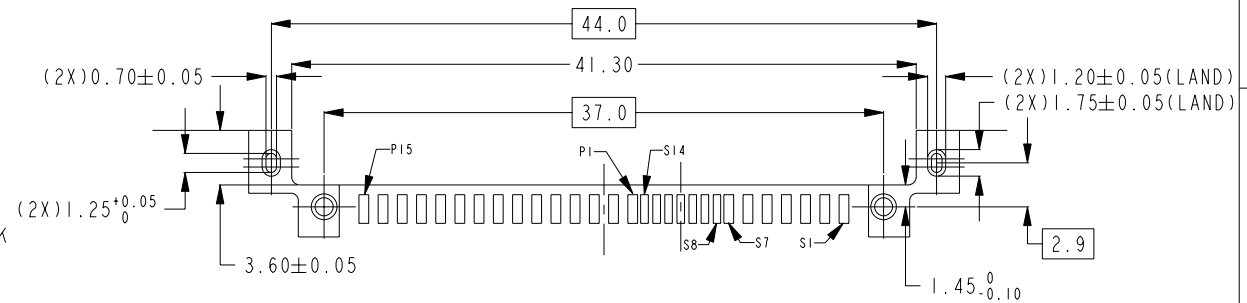 44.0
(2X)0.70±0.05
41.30
(2X)1.20±0.05(LAND)
(2X)1.75±0.05(LAND)
37.0
P15
P1
S14
(2X)1.25 +0.05 0
K
S8
S7
S1
2.9
3.60±0.05
1.45 0 -0.10